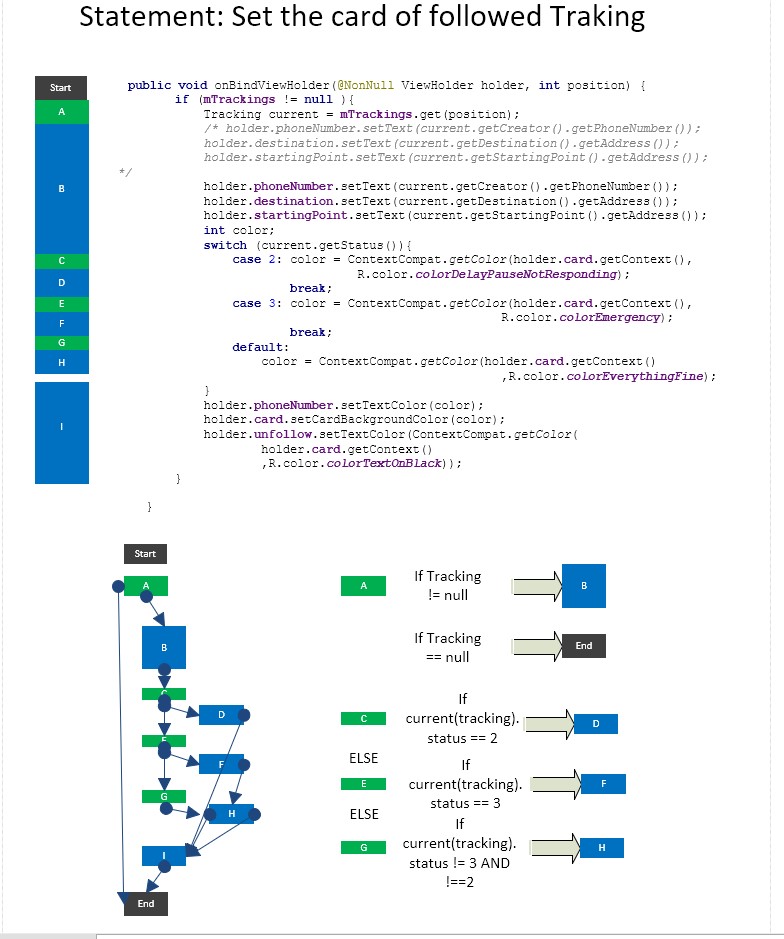 Statement: Set the card of followed Traking
Start
A
B
C
D
E
F
G
H
I
public void onBindViewHolder(@NonNull ViewHolder holder, int position) {
if (mTrackings != null ){
Tracking current = mTrackings.get(position);
/* holder.phoneNumber.setText(current.getCreator().getPhoneNumber());
holder.destination.setText(current.getDestination().getAddress());
holder.startingPoint.setText(current.getStartingPoint().getAddress());
*/
holder.phoneNumber.setText(current.getCreator().getPhoneNumber());
holder.destination.setText(current.getDestination().getAddress());
holder.startingPoint.setText(current.getStartingPoint().getAddress());
int color;
switch (current.getStatus()){
case 2: color = ContextCompat.getColor(holder.card.getContext(),
R.color.colorDelayPauseNotResponding);
break;
case 3: color = ContextCompat.getColor(holder.card.getContext(),
R.color.colorEmergency);
break;
default:
color = ContextCompat.getColor(holder.card.getContext()
,R.color.colorEverythingFine);
}
holder.phoneNumber.setTextColor(color);
holder.card.setCardBackgroundColor(color);
holder.unfollow.setTextColor(ContextCompat.getColor(
holder.card.getContext()
,R.color.colorTextOnBlack));
}
}
Start
A
B
C
D
E
F
G
H
I
End
A
If Tracking
!= null
B
If Tracking
== null
End
C
If
current(tracking).
status == 2
D
ELSE
E
If
current(tracking).
status == 3
F
ELSE
G
If
current(tracking).
status != 3 AND
!==2
H